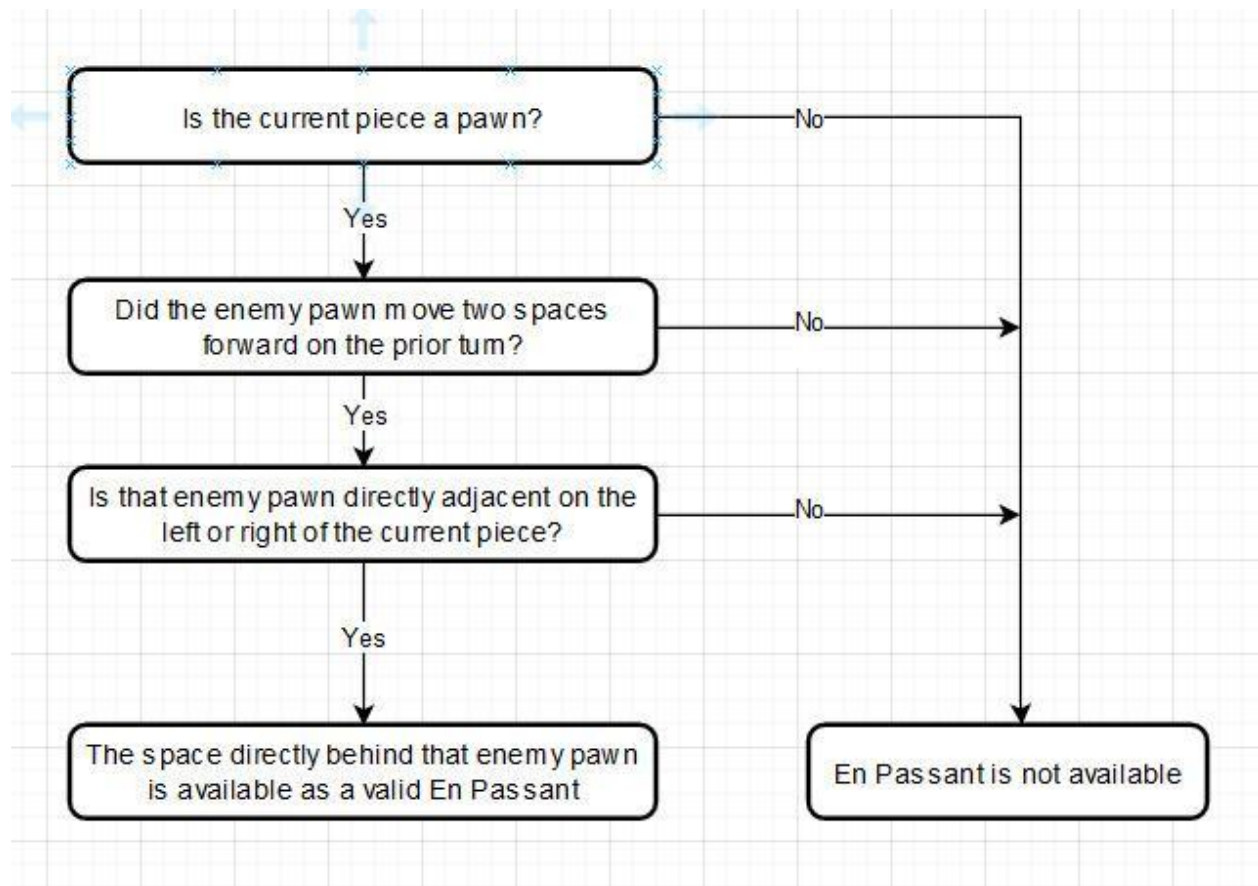 Is the current piece a pawn?
No
Yes
Did the enemy pawn move two spaces
forward on the prior turn?
No
Yes
Is that enemy pawn directly adjacent on the
left or right of the current piece?
No
Yes
The space directly behind that enemy pawn
is available as a valid En Passant
En Passant is not available